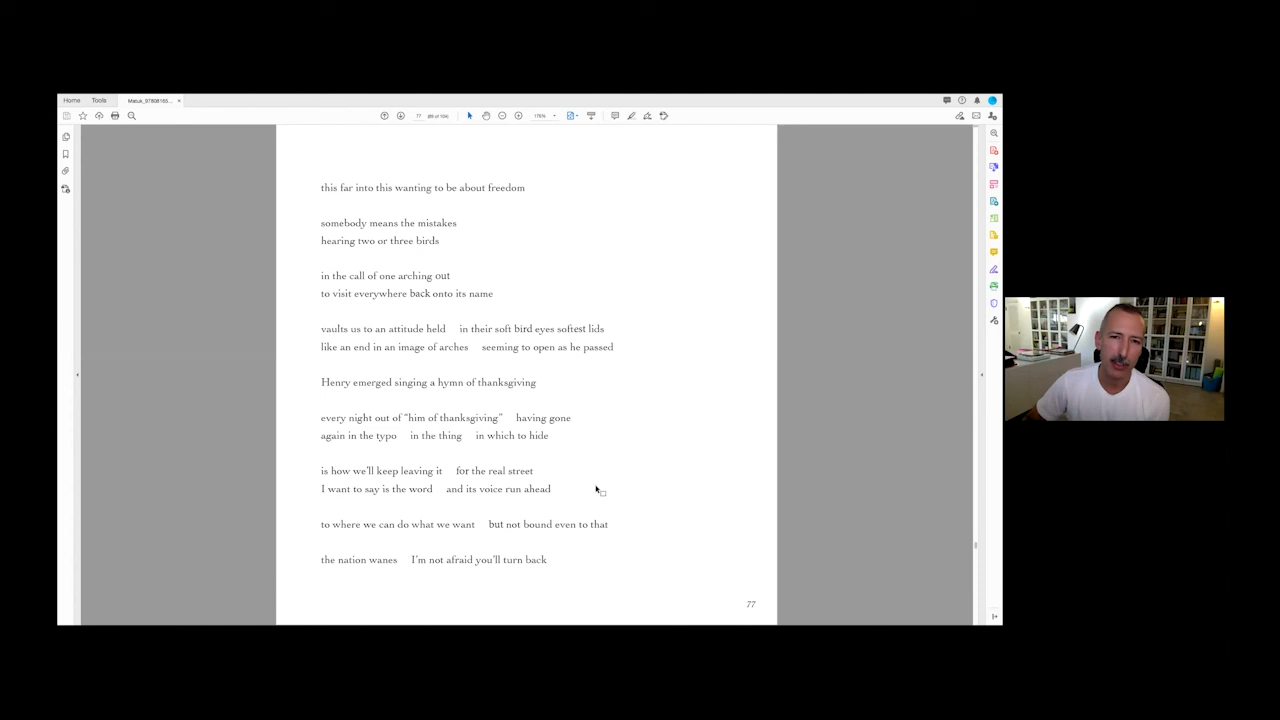 Home Tools Matuk_97808165... ×
77 (89 of 104) 176%
this far into this wanting to be about freedom
somebody means the mistakes
hearing two or three birds
in the call of one arching out
to visit everywhere back onto its name
vaults us to an attitude held in their soft bird eyes softest lids
like an end in an image of arches seeming to open as he passed
Henry emerged singing a hymn of thanksgiving
every night out of “him of thanksgiving” having gone
again in the typo in the thing in which to hide
is how we’ll keep leaving it for the real street
I want to say is the word and its voice run ahead
to where we can do what we want but not bound even to that
the nation wanes I’m not afraid you’ll turn back
77